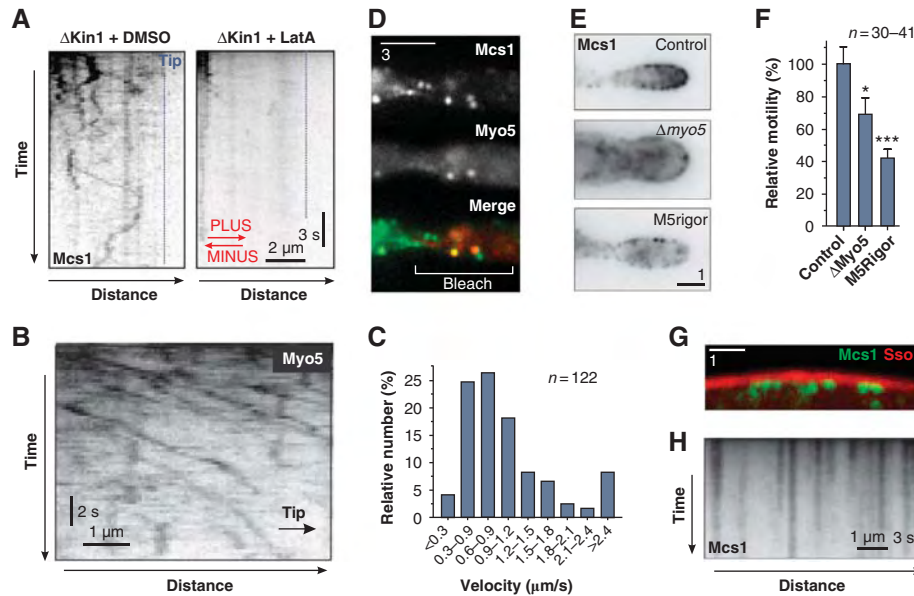 A
ΔKin1 + DMSO
ΔKin1 + LatA
Tip
Time
Mcs1
PLUS
MINUS
3 s
2 μm
Distance
Distance
D
3
Mcs1
Myo5
Merge
Bleach
E
Mcs1
Control
Δmyo5
M5rigor
1
F
n = 30–41
Relative motility (%)
100
80
60
40
20
0
*
***
Control
ΔMyo5
M5Rigor
B
Myo5
Time
2 s
1 μm
Tip
Distance
C
n = 122
Relative number (%)
25
20
15
10
5
0
<0.3
0.3–0.9
0.6–0.9
0.9–1.2
1.2–1.5
1.5–1.8
1.8–2.1
2.1–2.4
>2.4
Velocity (μm/s)
G
1
Mcs1 Sso
H
Time
Mcs1
1 μm
3 s
Distance